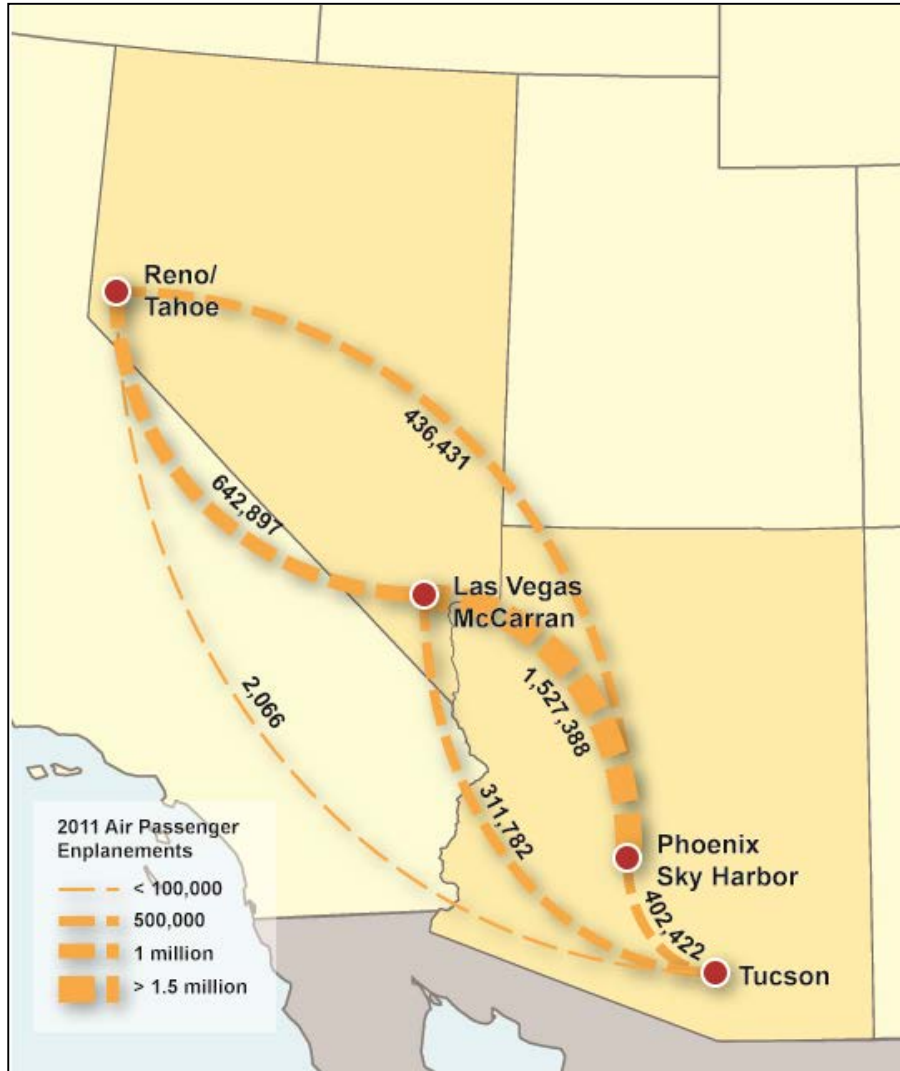 Reno/
Tahoe
436,431
642,897
Las Vegas
McCarran
2,066
1,527,388
311,782
Phoenix
Sky Harbor
402,422
Tucson
2011 Air Passenger
Enplanements
< 100,000
500,000
1 million
> 1.5 million